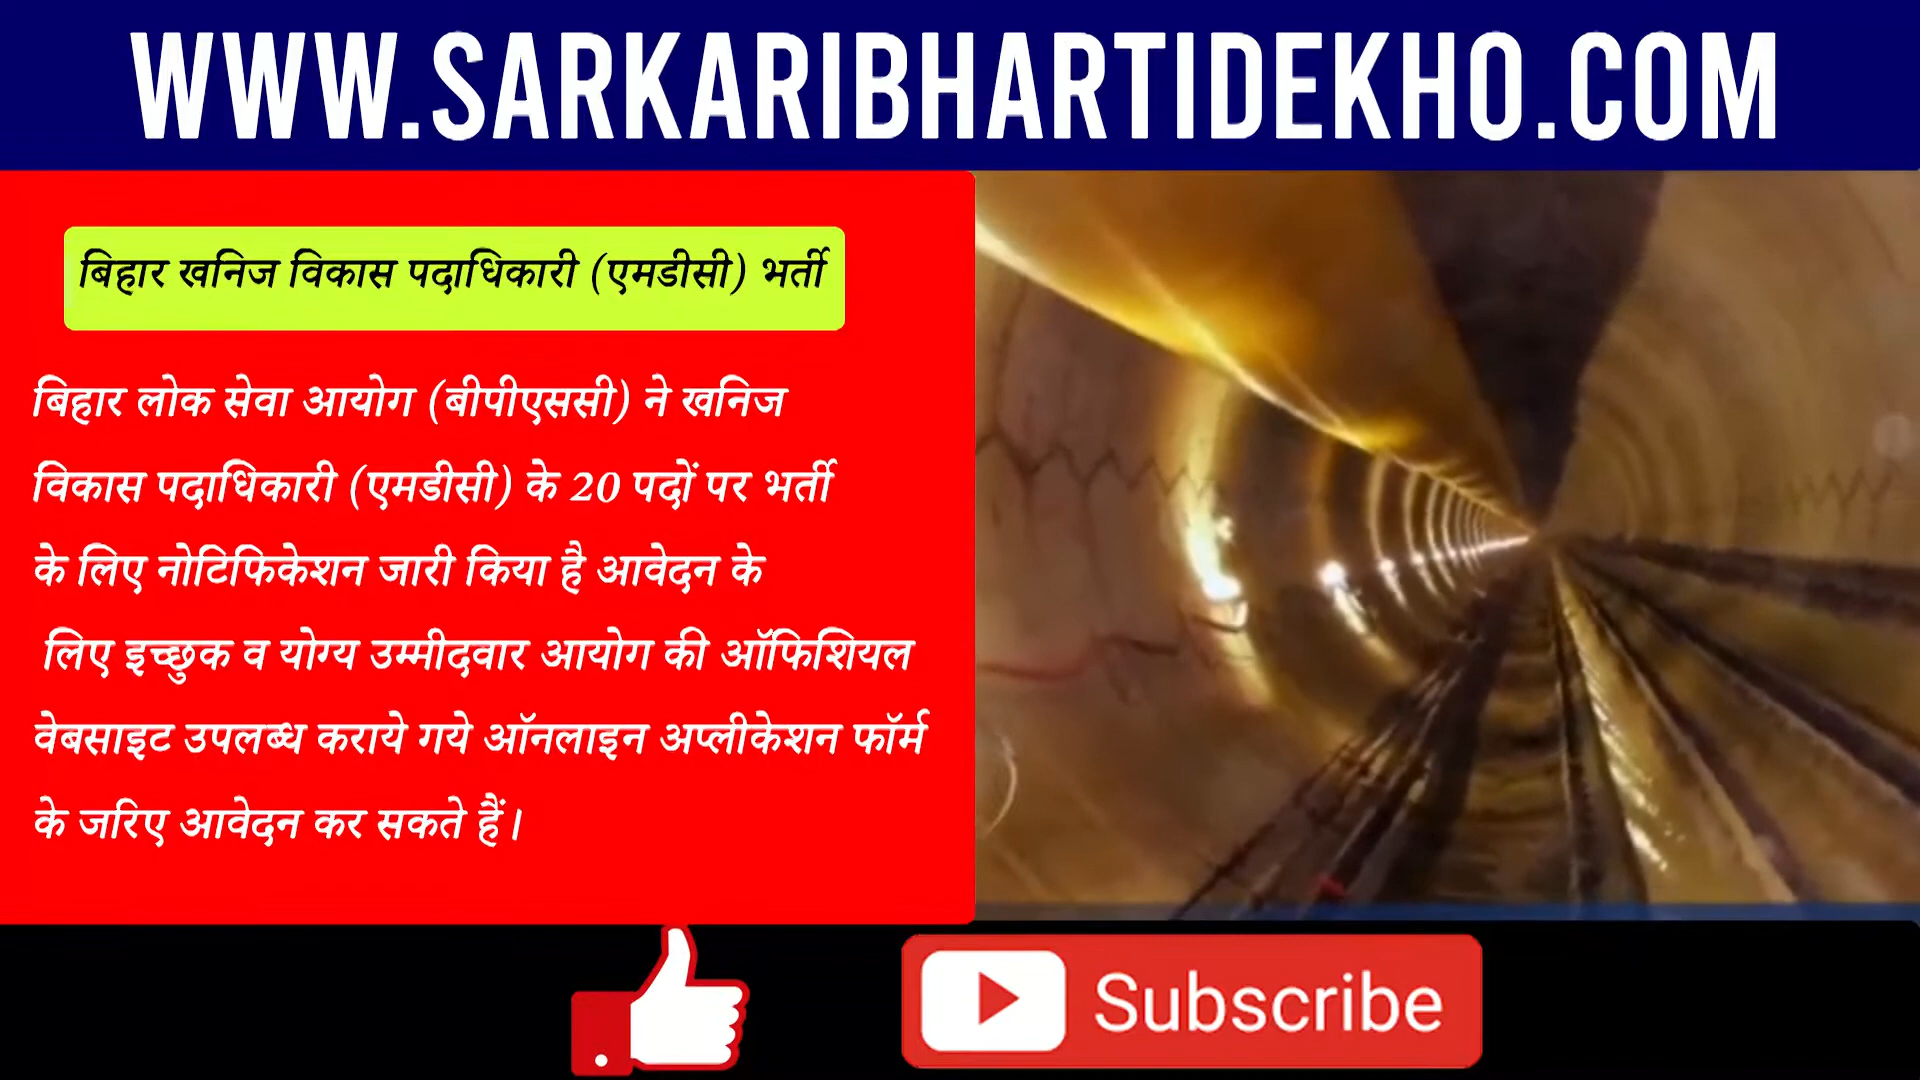 WWW.SARKARIBHARTIDEKHO.COM
बिहार खनिज विकास पदाधिकारी (एमडीसी) भर्ती
बिहार लोक सेवा आयोग (बीपीएससी) ने खनिज
विकास पदाधिकारी (एमडीसी) के 20 पदों पर भर्ती
के लिए नोटिफिकेशन जारी किया है आवेदन के
लिए इच्छुक व योग्य उम्मीदवार आयोग की ऑफिशियल
वेबसाइट उपलब्ध कराये गये ऑनलाइन अप्लीकेशन फॉर्म
के जरिए आवेदन कर सकते हैं।
Subscribe